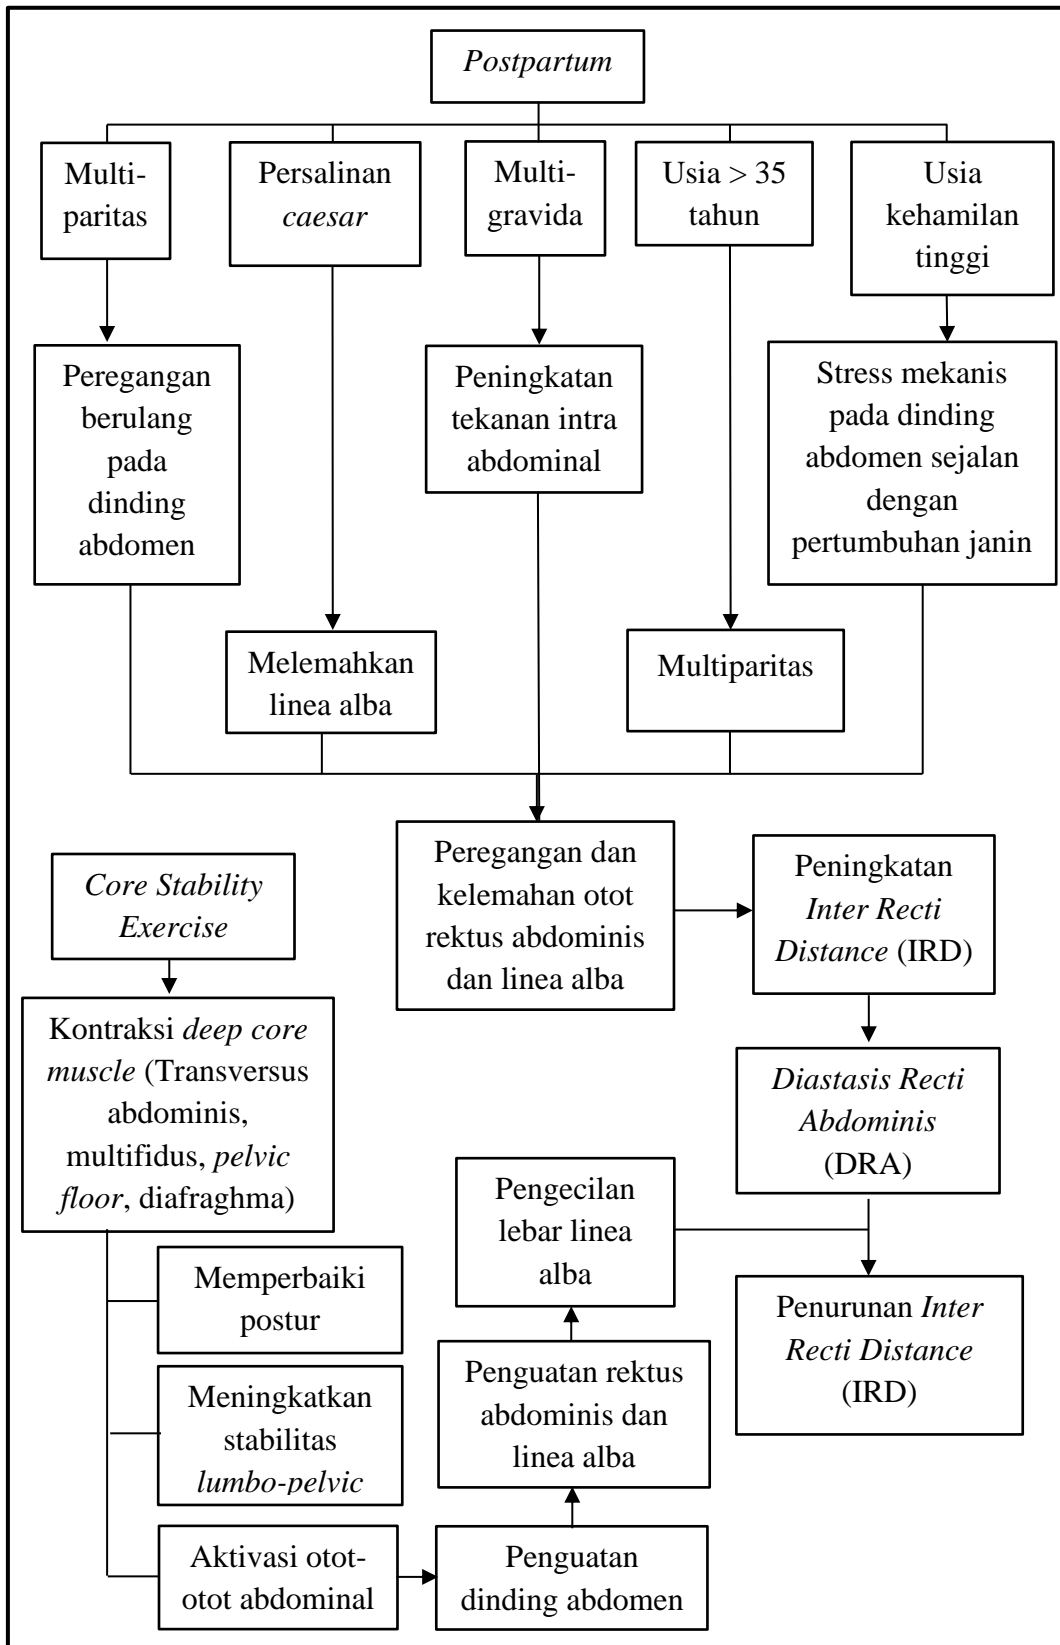 Postpartum
Multi-
paritas
Persalinan
caesar
Multi-
gravida
Usia > 35
tahun
Usia
kehamilan
tinggi
Peregangan
berulang
pada
dinding
abdomen
Peningkatan
tekanan intra
abdominal
Stress mekanis
pada dinding
abdomen sejalan
dengan
pertumbuhan janin
Melemahkan
linea alba
Multiparitas
Peregangan dan
kelemahan otot
rektus abdominis
dan linea alba
Peningkatan
Inter Recti
Distance (IRD)
Core Stability
Exercise
Kontraksi deep core
muscle (Transversus
abdominis,
multifidus, pelvic
floor, diafraghma)
Diastasis Recti
Abdominis
(DRA)
Pengecilan
lebar linea
alba
Memperbaiki
postur
Penurunan Inter
Recti Distance
(IRD)
Penguatan rektus
abdominis dan
linea alba
Meningkatkan
stabilitas
lumbo-pelvic
Aktivasi otot-
otot abdominal
Penguatan
dinding abdomen